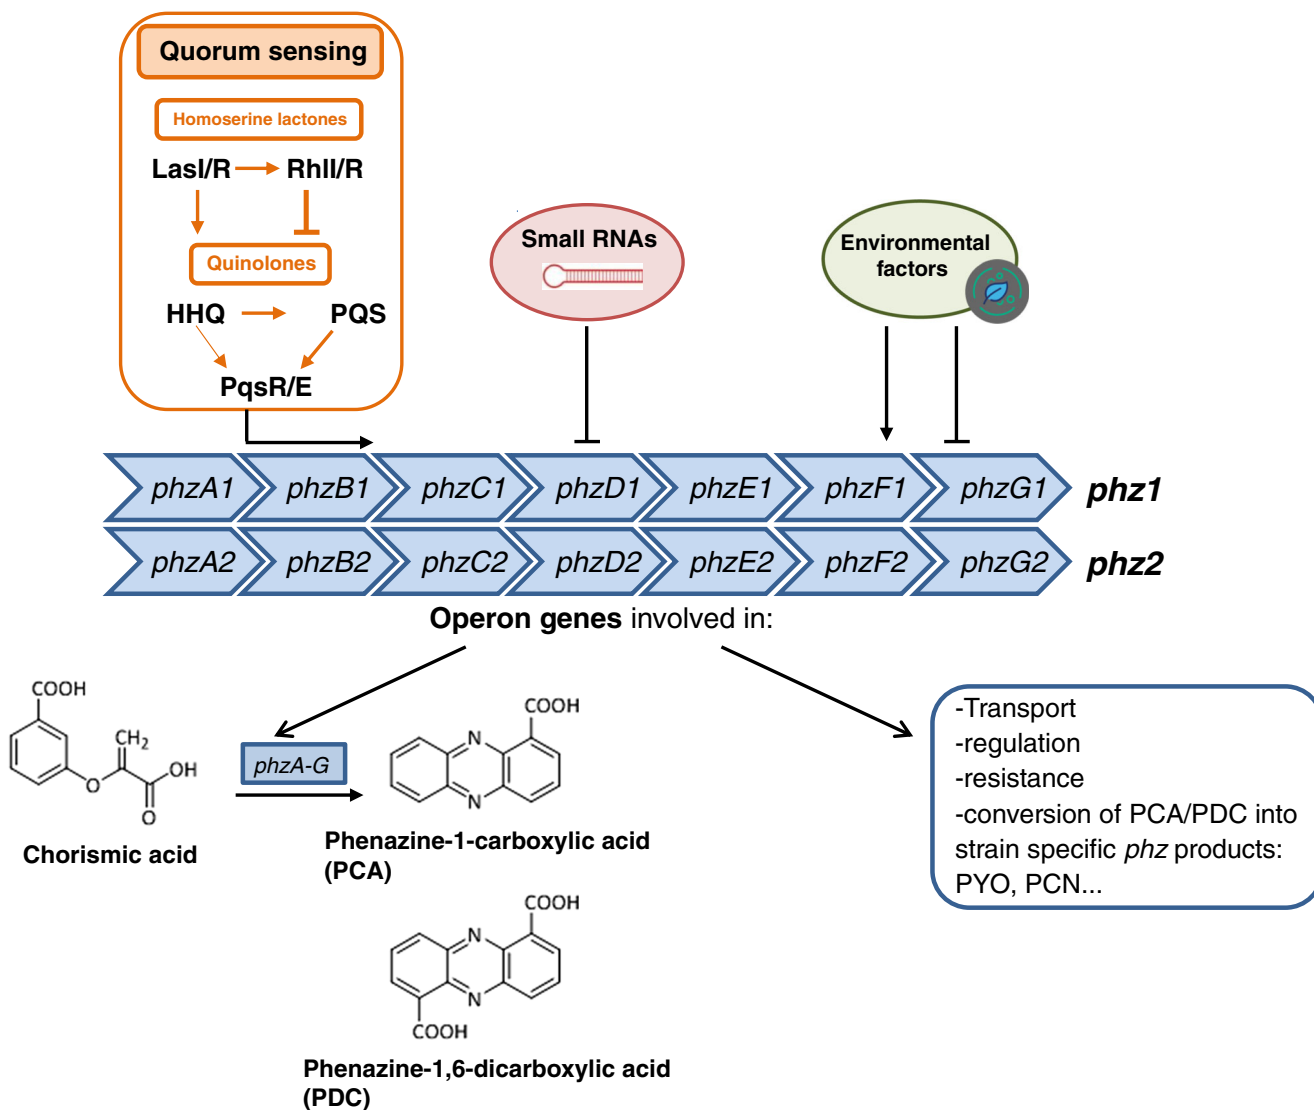 Quorum sensing
Homoserine lactones
LasI/R
RhII/R
Quinolones
HHQ
PQS
PqsR/E
Small RNAs
Environmental
factors
phzA1
phzB1
phzC1
phzD1
phzE1
phzF1
phzG1
phz1
phzA2
phzB2
phzC2
phzD2
phzE2
phzF2
phzG2
phz2
Operon genes involved in:
COOH
CH2
O
OH
O
Chorismic acid
phzA-G
COOH
N
N
Phenazine-1-carboxylic acid
(PCA)
COOH
N
N
COOH
Phenazine-1,6-dicarboxylic acid
(PDC)
-Transport
-regulation
-resistance
-conversion of PCA/PDC into
strain specific phz products:
PYO, PCN...